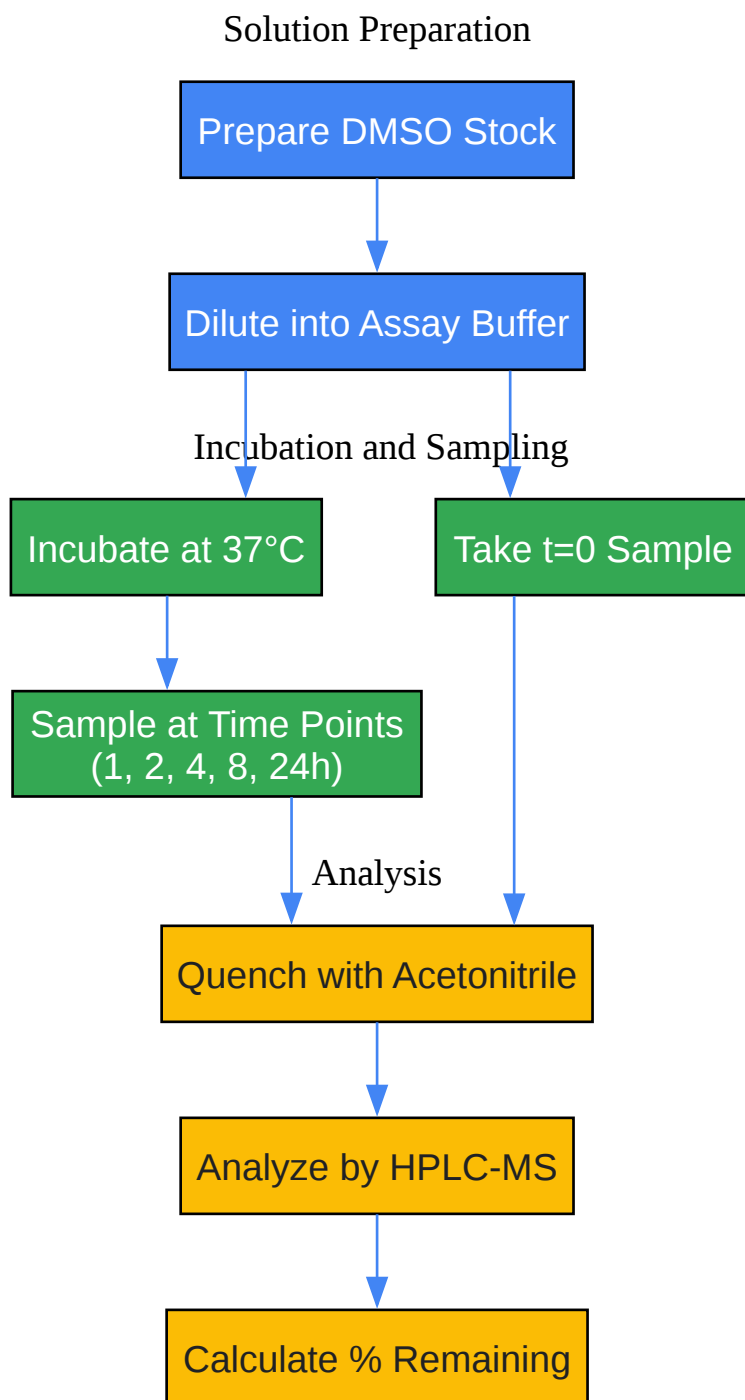 Solution Preparation
Prepare DMSO Stock
Dilute into Assay Buffer
Incubation and Sampling
Incubate at 37°C
Take t=0 Sample
Sample at Time Points
(1, 2, 4, 8, 24h)
Analysis
Quench with Acetonitrile
Analyze by HPLC-MS
Calculate % Remaining